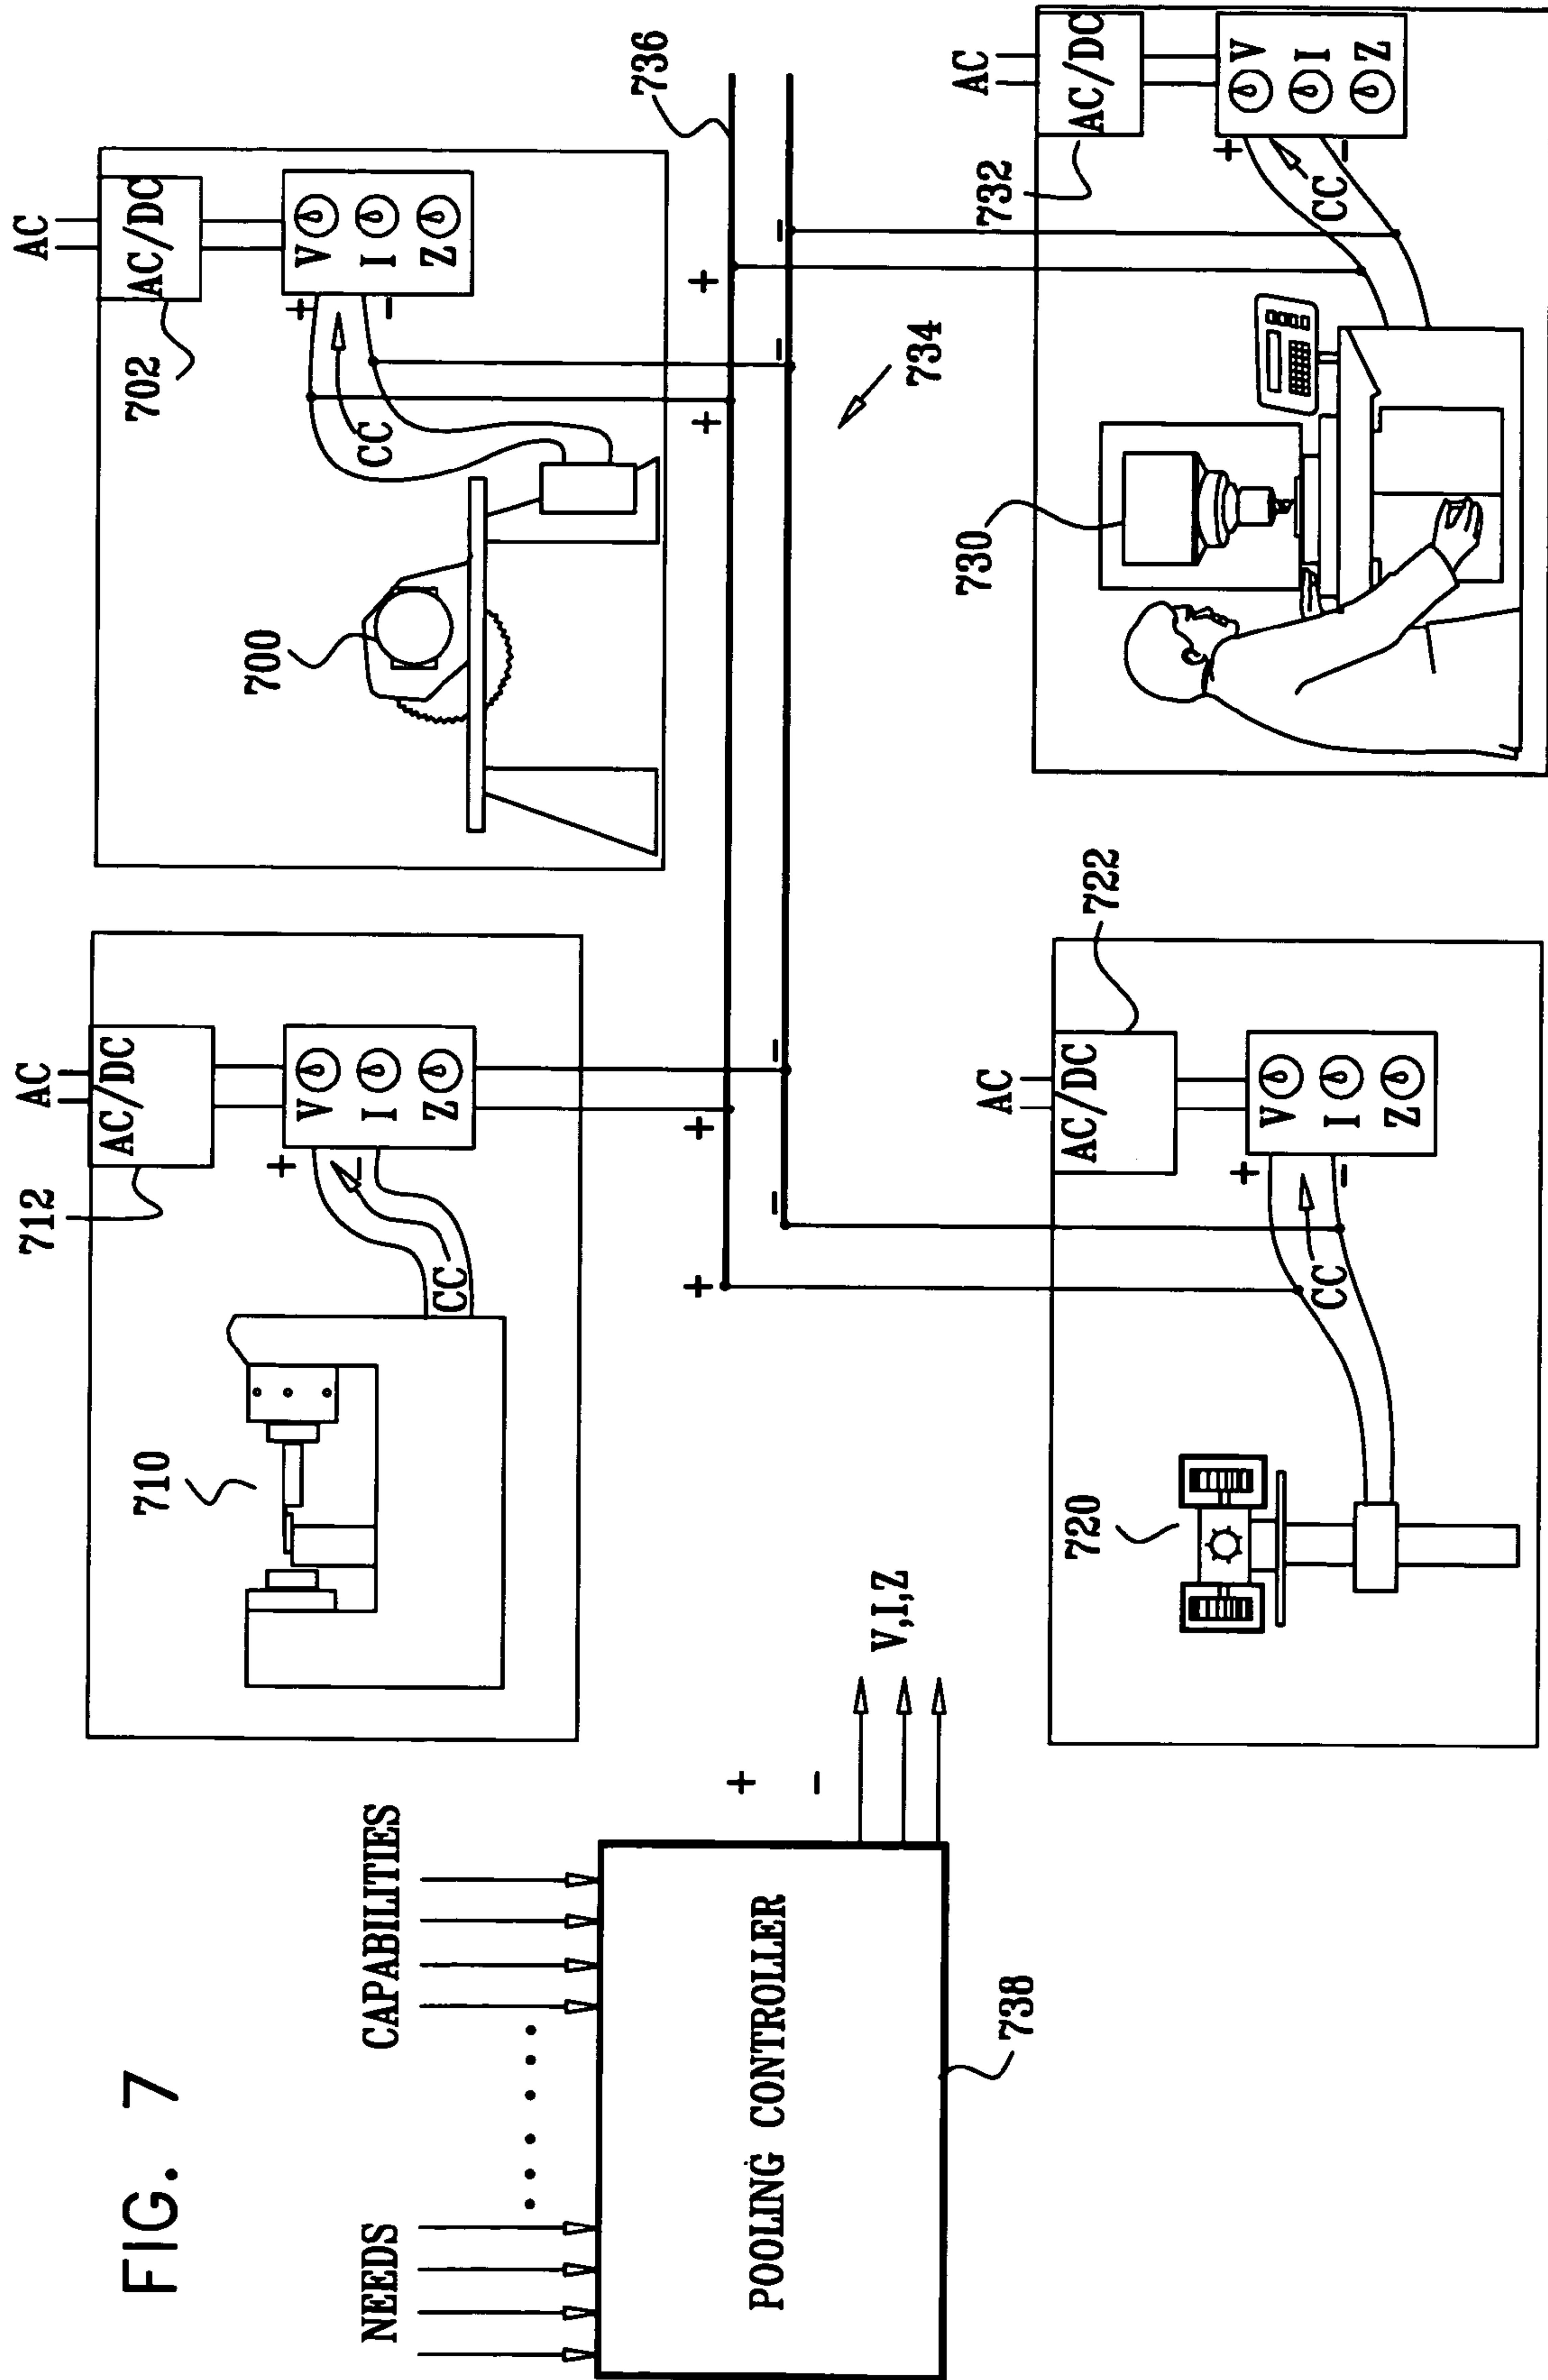 FIG. 7
NEEDS
CAPABILITIES
POOLING CONTROLLER
738
+
-
V,I,Z
710
712
AC
AC/DC
V
I
Z
+
-
CC
700
702
AC
AC/DC
V
I
Z
+
-
CC
736
734
+
-
+
-
+
-
+
-
720
722
AC
AC/DC
V
I
Z
+
-
CC
730
732
AC
AC/DC
V
I
Z
+
-
CC